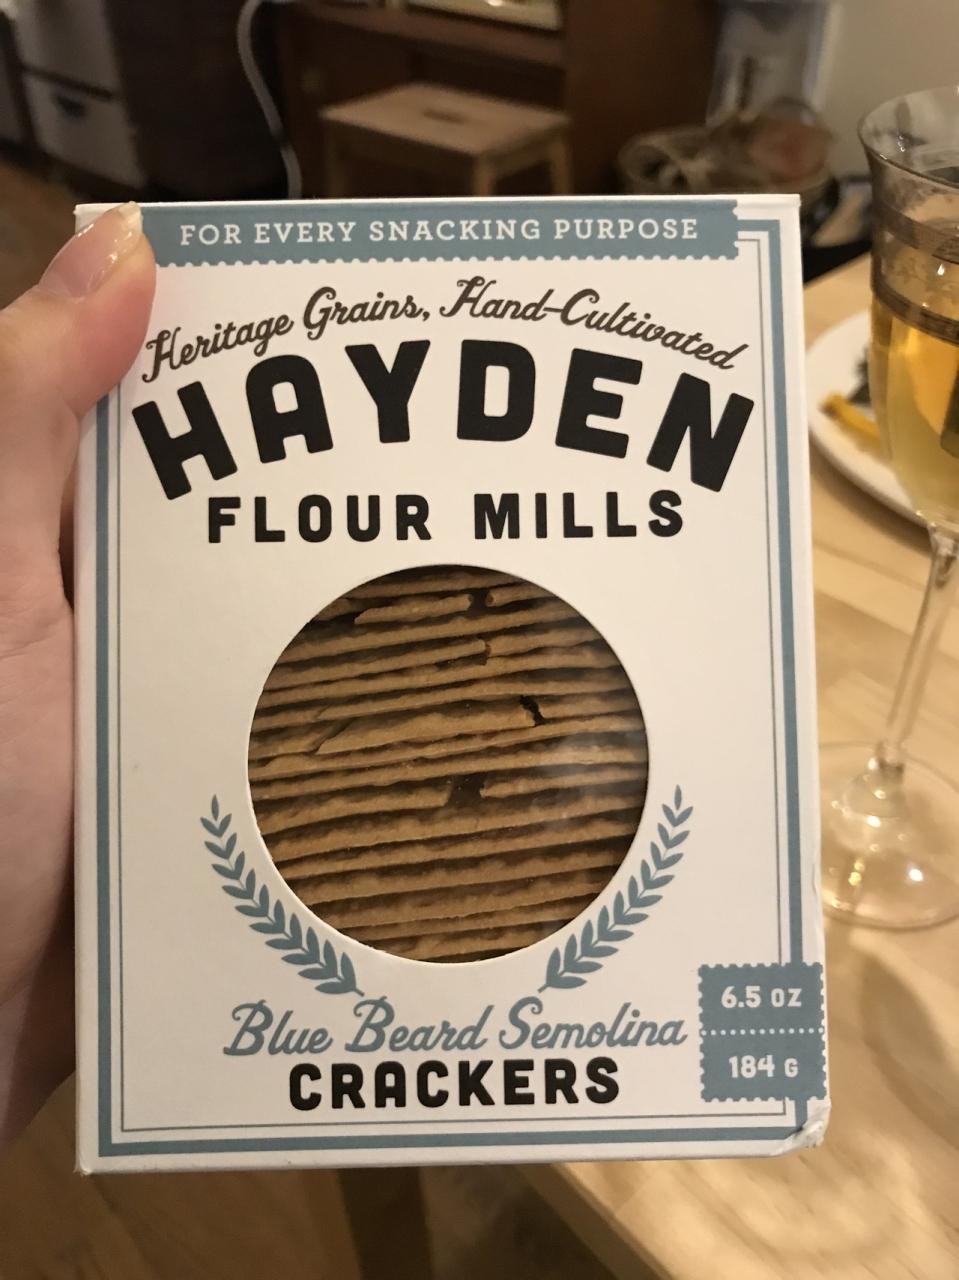 FOR EVERY SNACKING PURPOSE
Heritage Grains, Hand-Cultivated
HAYDEN
FLOUR MILLS
Blue Beard Semolina
CRACKERS
6.5 OZ
184 G